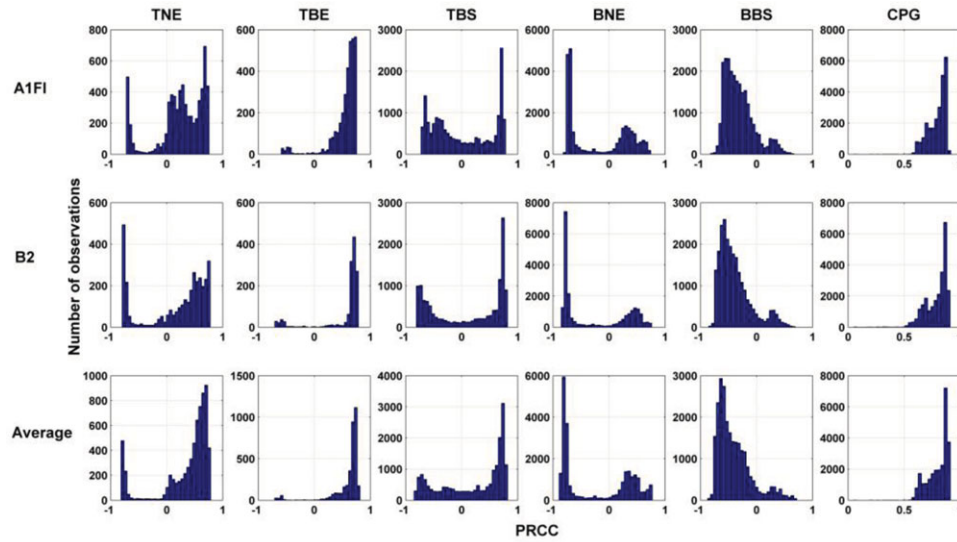 TNE TBE TBS BNE BBS CPG
A1FI
800 600 3000 6000 3000 8000
600 400 2000 4000 2000 6000
400 200 1000 2000 1000 4000
200 2000
0 0 0 0 0 0
-1 0 1 -1 0 1 -1 0 1 -1 0 1 -1 0 1 0 0.5 1
Number of observations
B2
600 600 3000 8000 3000 8000
400 400 2000 6000 2000 6000
200 200 1000 4000 1000 4000
2000 2000
0 0 0 0 0 0
-1 0 1 -1 0 1 -1 0 1 -1 0 1 -1 0 1 0 0.5 1
Average
1000 1500 4000 6000 3000 8000
800 1000 3000 4000 2000 6000
600 500 2000 2000 1000 4000
400 1000 2000
200
0 0 0 0 0 0
-1 0 1 -1 0 1 -1 0 1 -1 0 1 -1 0 1 0 0.5 1
PRCC